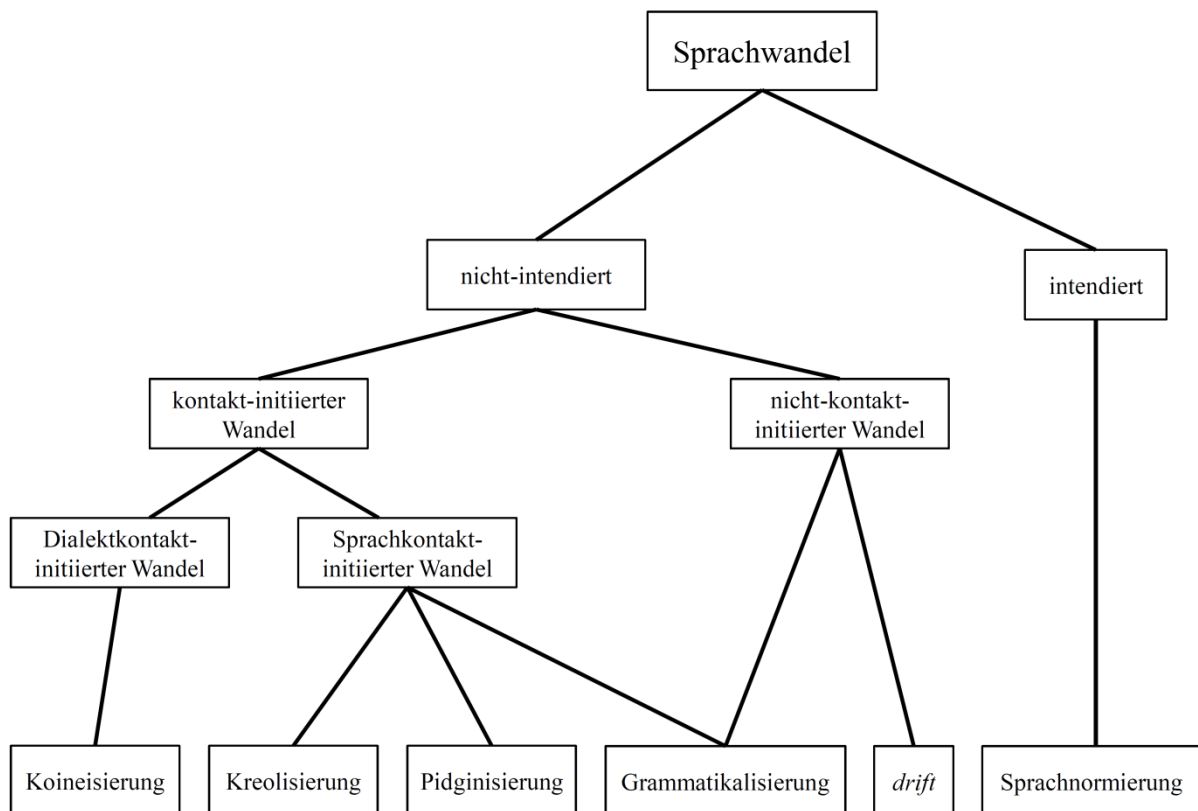 Sprachwandel
nicht-intendiert
intendiert
kontakt-initiierter
Wandel
nicht-kontakt-
initiierter Wandel
Dialektkontakt-
initiierter Wandel
Sprachkontakt-
initiierter Wandel
Koineisierung
Kreolisierung
Pidginisierung
Grammatikalisierung
drift
Sprachnormierung